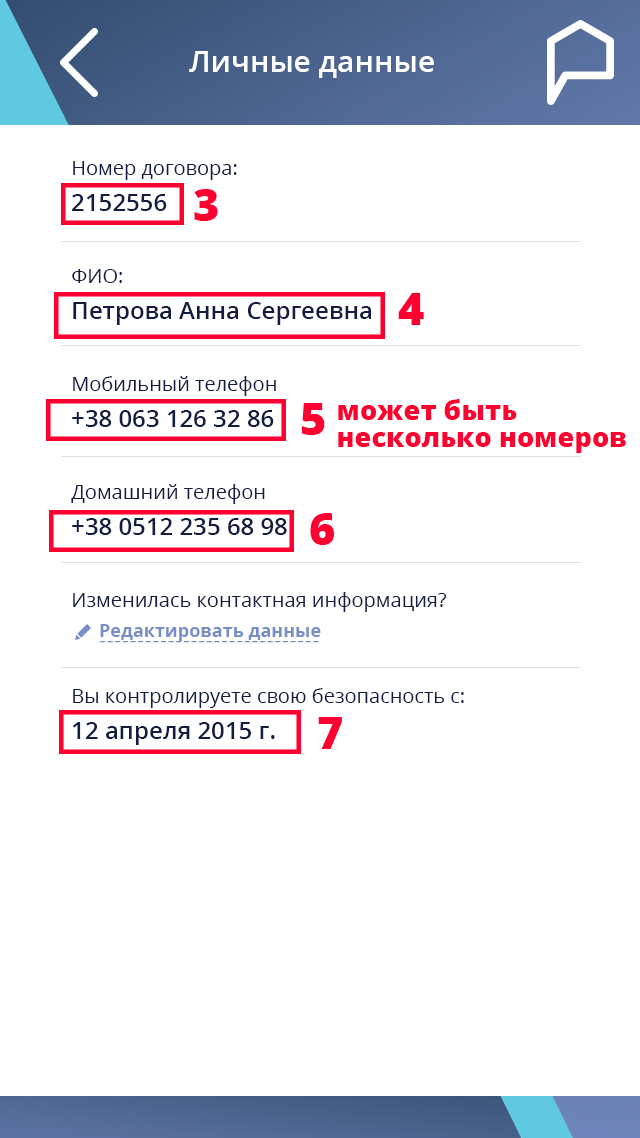 Личные данные
Номер договора:
2152556 3
ФИО:
Петрова Анна Сергеевна 4
Мобильный телефон
+38 063 126 32 86 5 может быть
несколько номеров
Домашний телефон
+38 0512 235 68 98 6
Изменилась контактная информация?
Редактировать данные
Вы контролируете свою безопасность с:
12 апреля 2015 г. 7